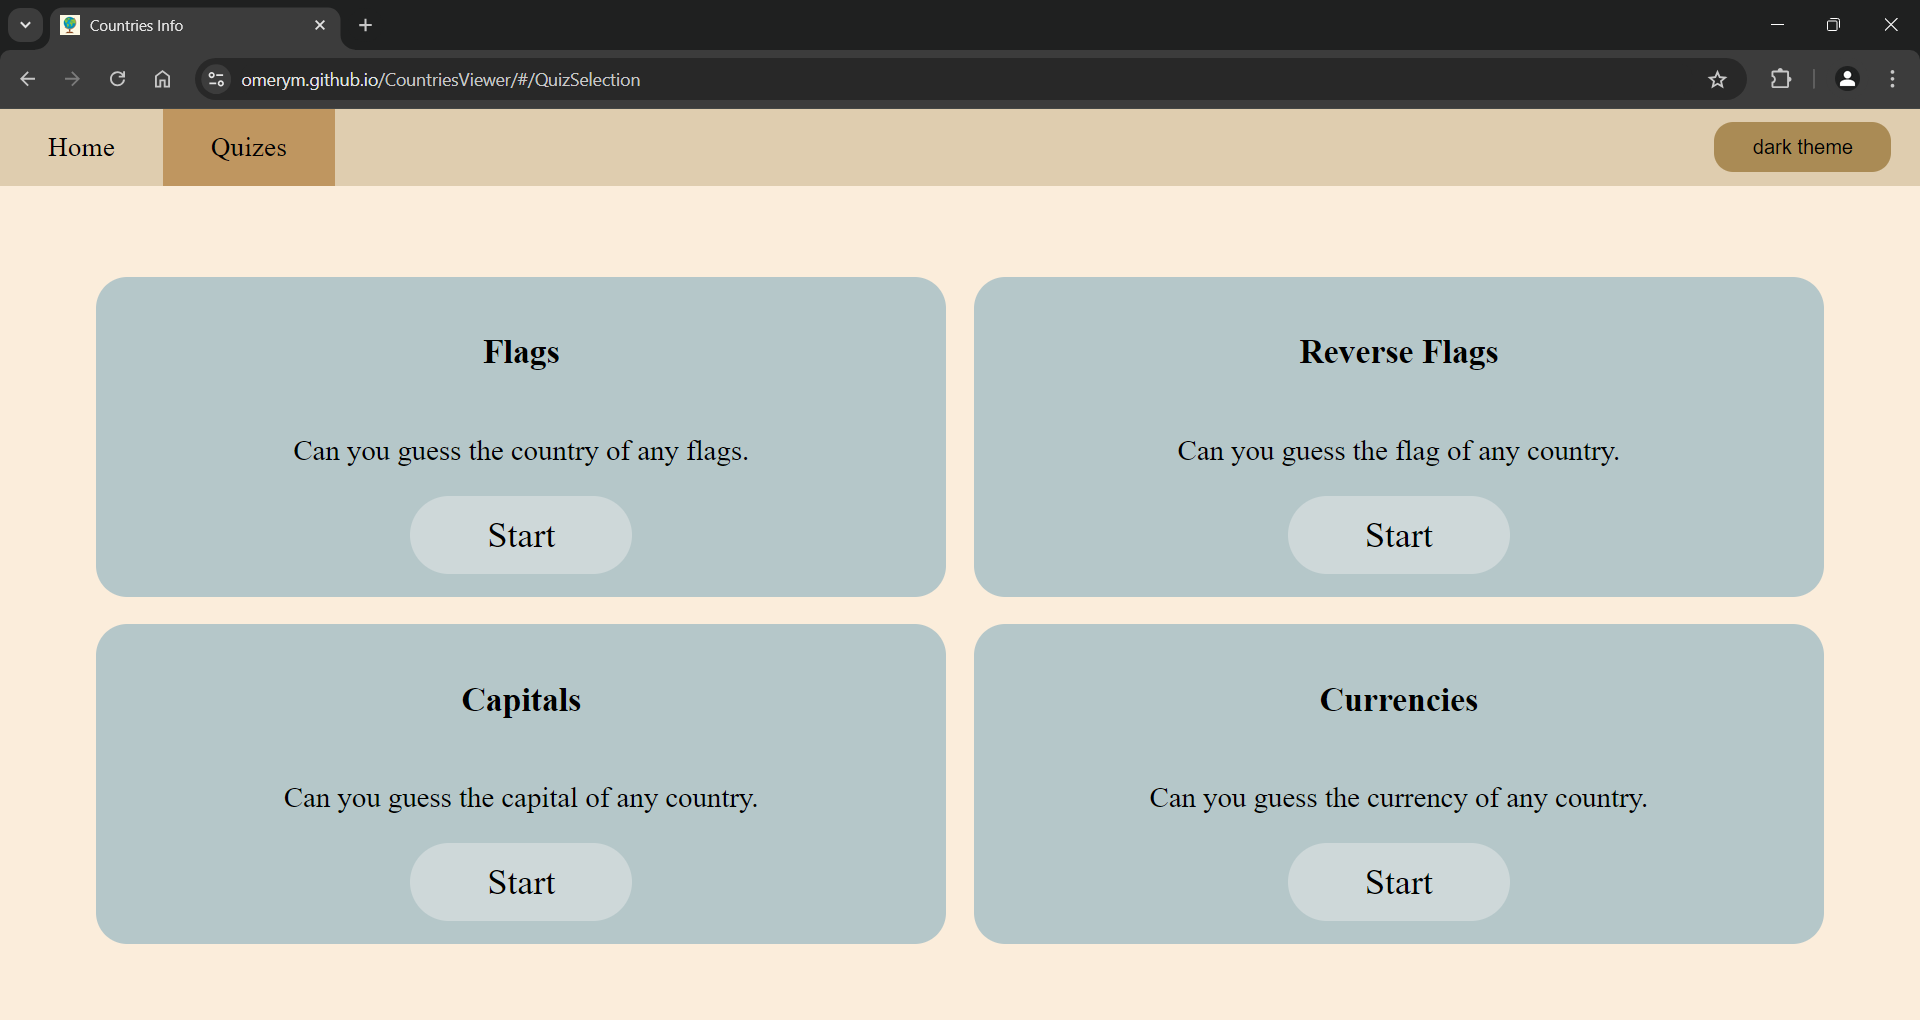 Countries Info
omerym.github.io/CountriesViewer/#/QuizSelection
Home
Quizes
dark theme
Flags
Can you guess the country of any flags.
Start
Reverse Flags
Can you guess the flag of any country.
Start
Capitals
Can you guess the capital of any country.
Start
Currencies
Can you guess the currency of any country.
Start